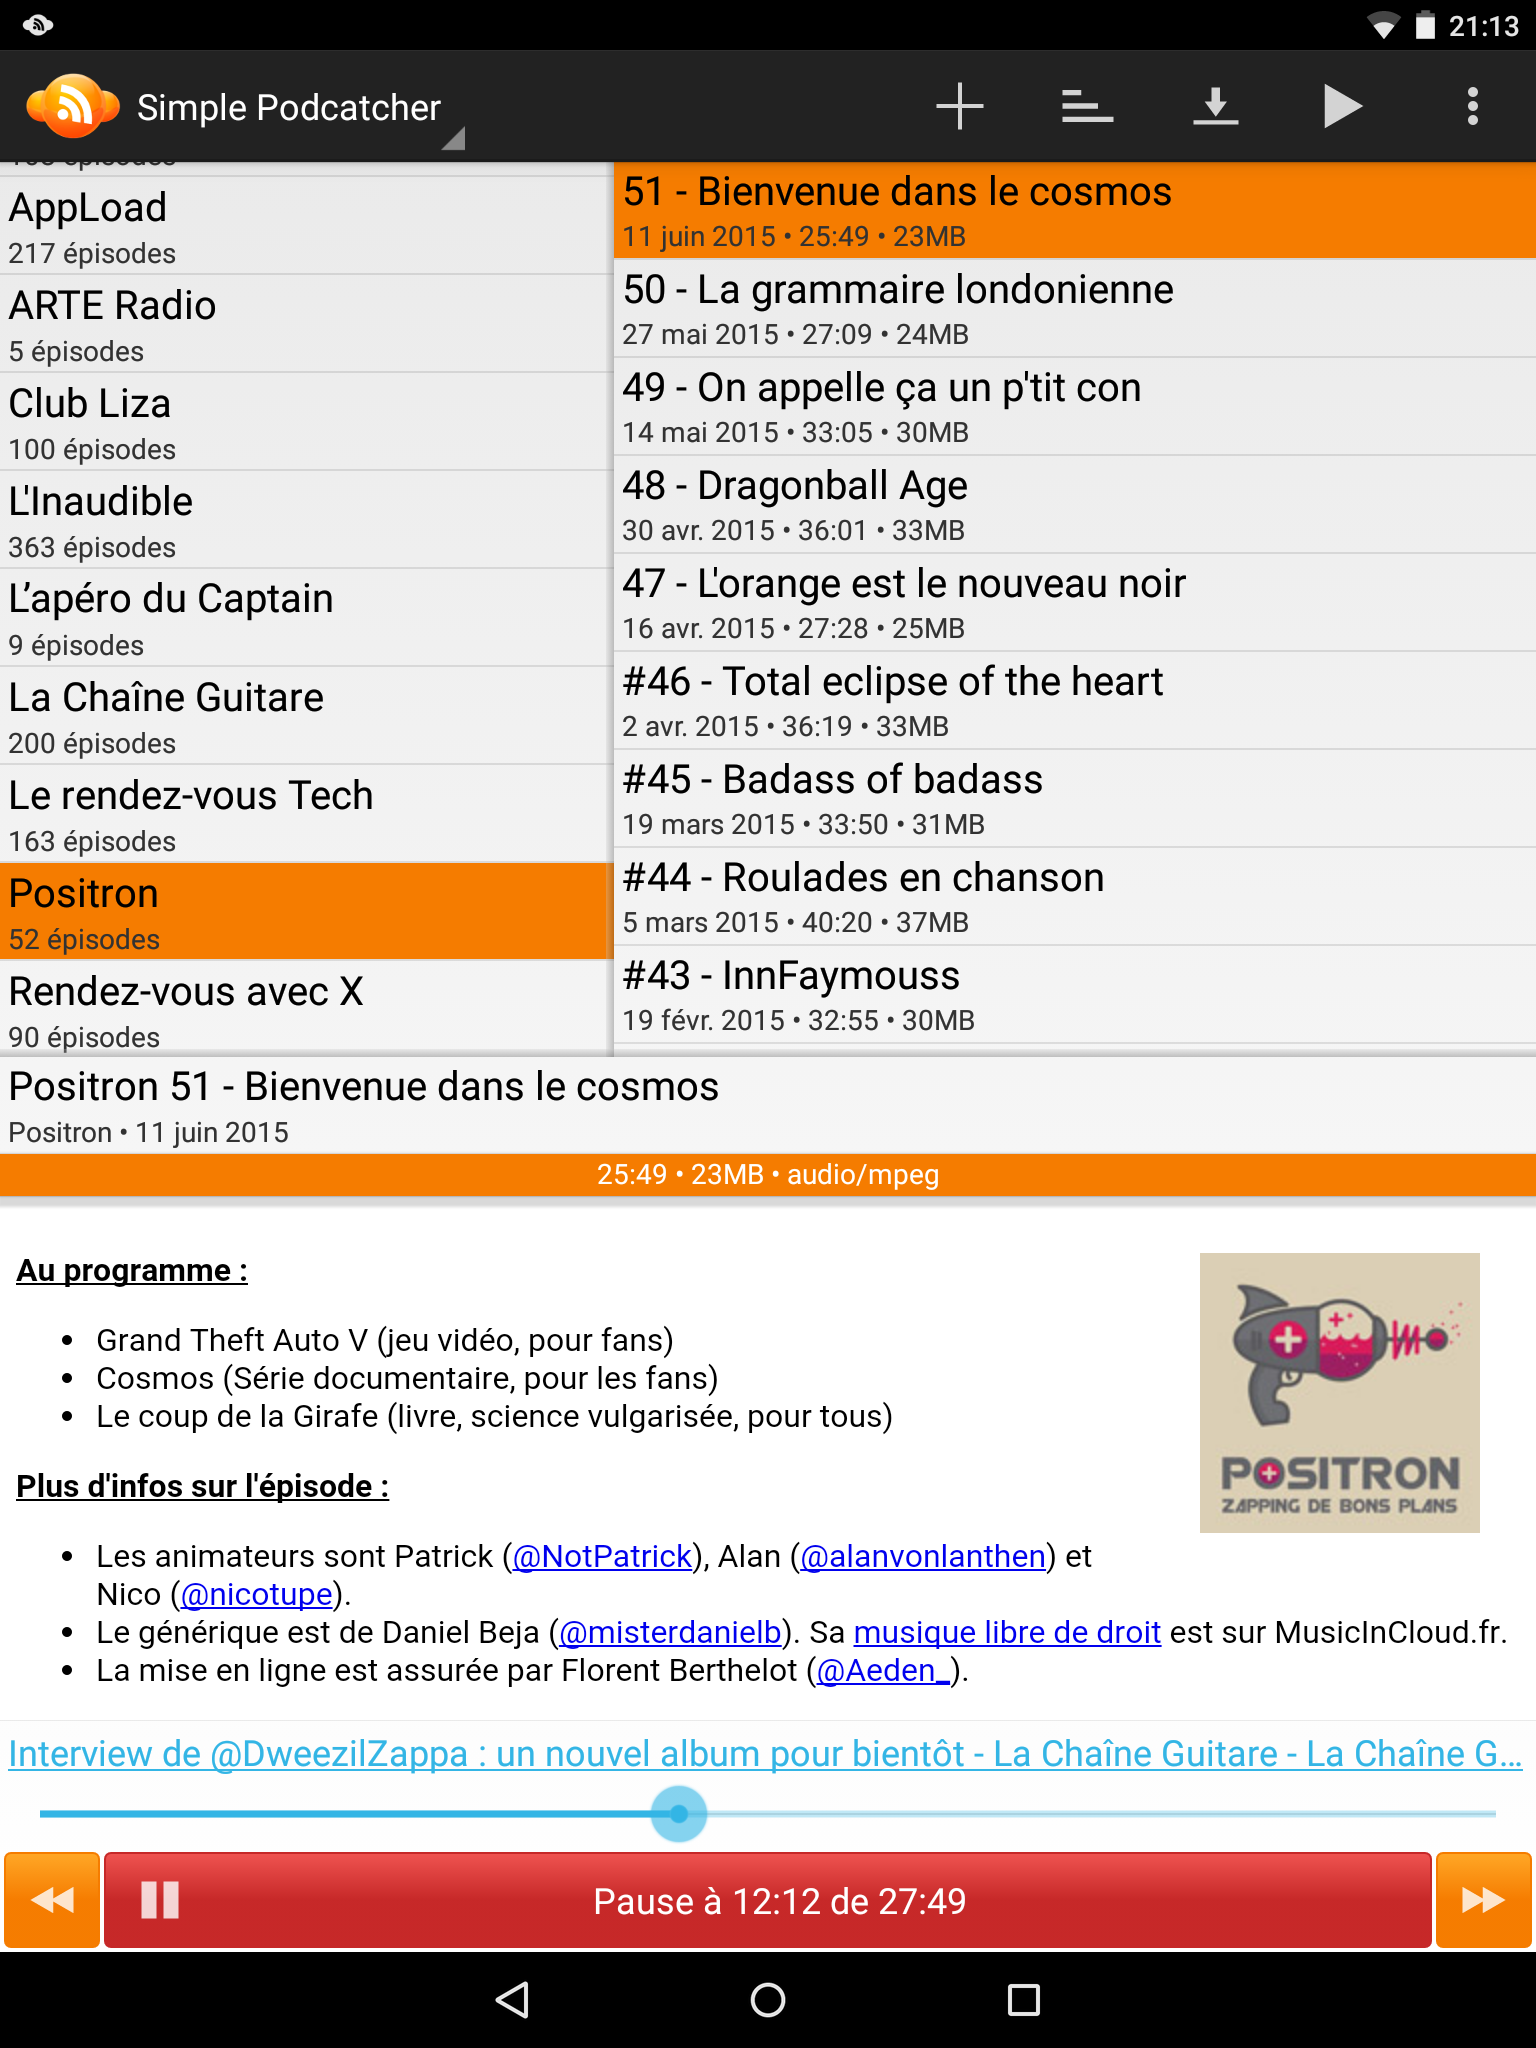 21:13
Simple Podcatcher
épisodes
AppLoad
217 épisodes
ARTE Radio
5 épisodes
Club Liza
100 épisodes
L'Inaudible
363 épisodes
L’apéro du Captain
9 épisodes
La Chaîne Guitare
200 épisodes
Le rendez-vous Tech
163 épisodes
Positron
52 épisodes
Rendez-vous avec X
90 épisodes
51 - Bienvenue dans le cosmos
11 juin 2015 • 25:49 • 23MB
50 - La grammaire londonienne
27 mai 2015 • 27:09 • 24MB
49 - On appelle ça un p'tit con
14 mai 2015 • 33:05 • 30MB
48 - Dragonball Age
30 avr. 2015 • 36:01 • 33MB
47 - L'orange est le nouveau noir
16 avr. 2015 • 27:28 • 25MB
#46 - Total eclipse of the heart
2 avr. 2015 • 36:19 • 33MB
#45 - Badass of badass
19 mars 2015 • 33:50 • 31MB
#44 - Roulades en chanson
5 mars 2015 • 40:20 • 37MB
#43 - InnFaymouss
19 févr. 2015 • 32:55 • 30MB
Positron 51 - Bienvenue dans le cosmos
Positron • 11 juin 2015
25:49 • 23MB • audio/mpeg
Au programme :
• Grand Theft Auto V (jeu vidéo, pour fans)
• Cosmos (Série documentaire, pour les fans)
• Le coup de la Girafe (livre, science vulgarisée, pour tous)
POSITRON
ZAPPING DE BONS PLANS
Plus d'infos sur l'épisode :
• Les animateurs sont Patrick (@NotPatrick), Alan (@alanvonlanthen) et
Nico (@nicotupe).
• Le générique est de Daniel Beja (@misterdanielb). Sa musique libre de droit est sur MusicInCloud.fr.
• La mise en ligne est assurée par Florent Berthelot (@Aeden_).
Interview de @DweezilZappa : un nouvel album pour bientôt - La Chaîne Guitare - La Chaîne G...
Pause à 12:12 de 27:49